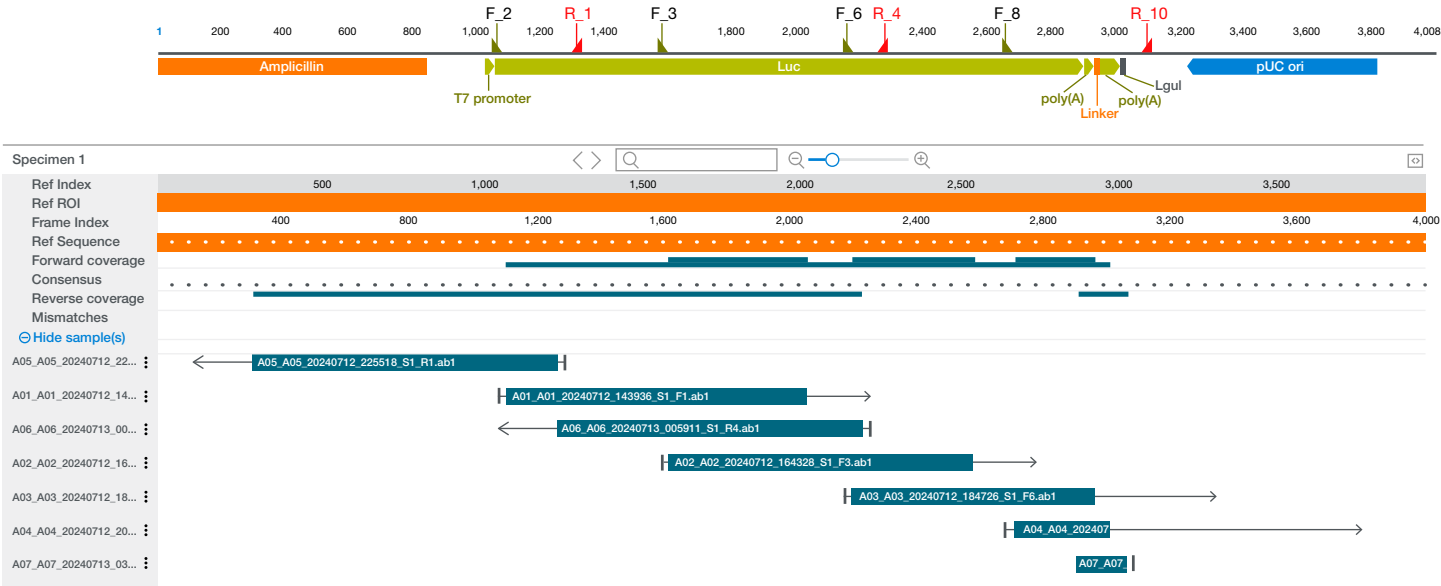 F_2 R_1 F_3 F_6 R_4 F_8 R_10
1 200 400 600 800 1,000 1,200 1,400 1,600 1,800 2,000 2,200 2,400 2,600 2,800 3,000 3,200 3,400 3,600 3,800 4,008
Amplicillin Luc pUC ori
T7 promoter poly(A) Linker poly(A) LguI
Specimen 1
Ref Index 500 1,000 1,500 2,000 2,500 3,000 3,500
Ref ROI
Frame Index 400 800 1,200 1,600 2,000 2,400 2,800 3,200 3,600 4,000
Ref Sequence
Forward coverage
Consensus
Reverse coverage
Mismatches
Hide sample(s)
A05_A05_20240712_22... A05_A05_20240712_225518_S1_R1.ab1
A01_A01_20240712_14... A01_A01_20240712_143936_S1_F1.ab1
A06_A06_20240713_00... A06_A06_20240713_005911_S1_R4.ab1
A02_A02_20240712_16... A02_A02_20240712_164328_S1_F3.ab1
A03_A03_20240712_18... A03_A03_20240712_184726_S1_F6.ab1
A04_A04_20240712_20... A04_A04_202407
A07_A07_20240713_03... A07_A07_